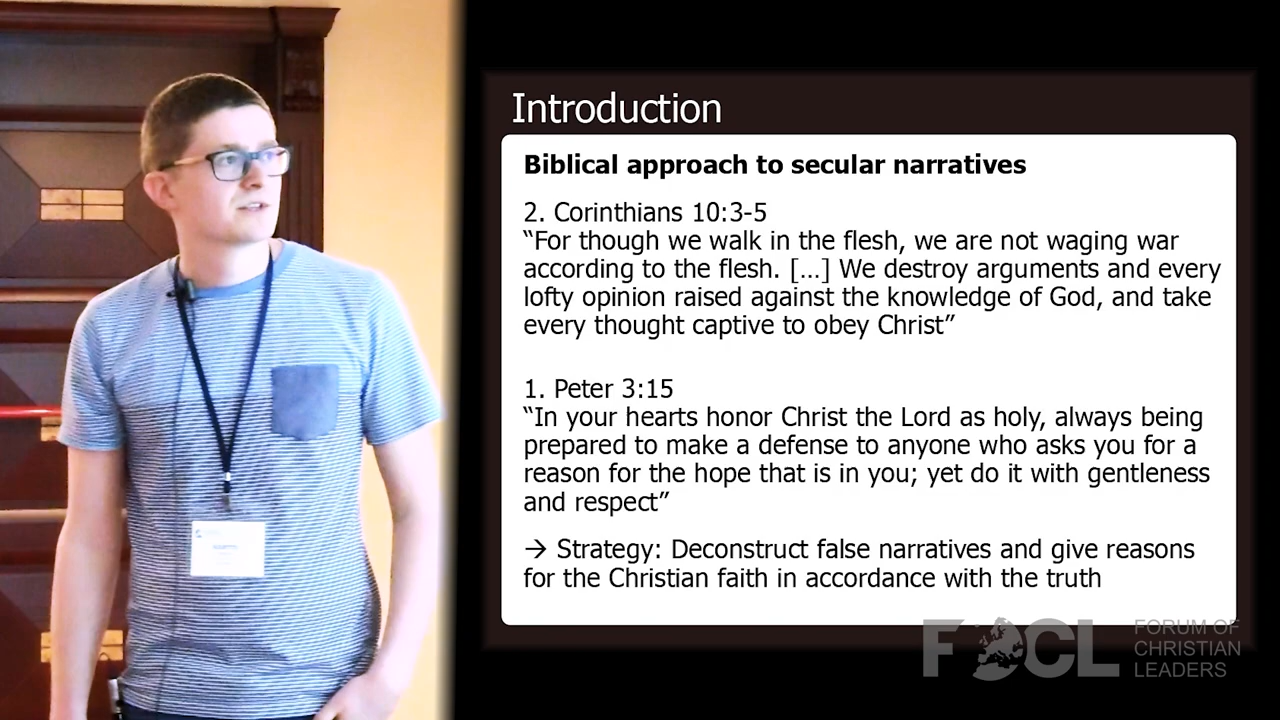 Introduction
Biblical approach to secular narratives
2. Corinthians 10:3-5
“For though we walk in the flesh, we are not waging war
according to the flesh. […] We destroy arguments and every
lofty opinion raised against the knowledge of God, and take
every thought captive to obey Christ”
1. Peter 3:15
“In your hearts honor Christ the Lord as holy, always being
prepared to make a defense to anyone who asks you for a
reason for the hope that is in you; yet do it with gentleness
and respect”
→ Strategy: Deconstruct false narratives and give reasons
for the Christian faith in accordance with the truth
FOCL
FORUM OF
CHRISTIAN
LEADERS